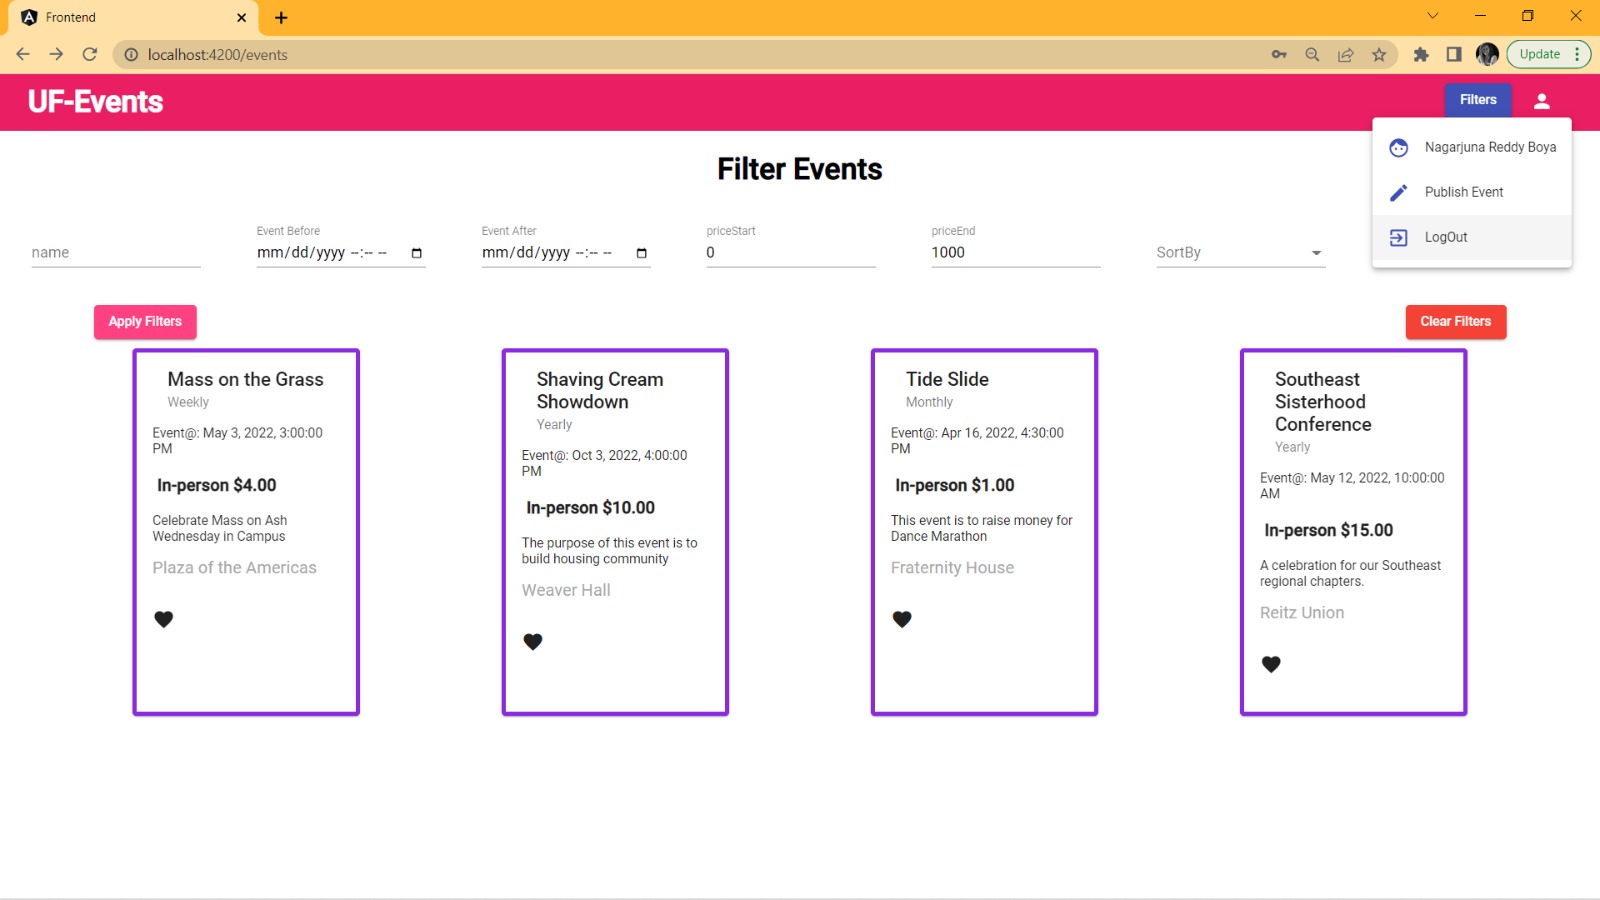 Frontend
localhost:4200/events
Update
UF-Events
Filters
Nagarjuna Reddy Boya
Publish Event
LogOut
Filter Events
name
Event Before
mm/dd/yyyy --:-- --
Event After
mm/dd/yyyy --:-- --
priceStart
0
priceEnd
1000
SortBy
Apply Filters
Clear Filters
Mass on the Grass
Weekly
Event@: May 3, 2022, 3:00:00
PM
In-person $4.00
Celebrate Mass on Ash
Wednesday in Campus
Plaza of the Americas
Shaving Cream
Showdown
Yearly
Event@: Oct 3, 2022, 4:00:00
PM
In-person $10.00
The purpose of this event is to
build housing community
Weaver Hall
Tide Slide
Monthly
Event@: Apr 16, 2022, 4:30:00
PM
In-person $1.00
This event is to raise money for
Dance Marathon
Fraternity House
Southeast
Sisterhood
Conference
Yearly
Event@: May 12, 2022, 10:00:00
AM
In-person $15.00
A celebration for our Southeast
regional chapters.
Reitz Union